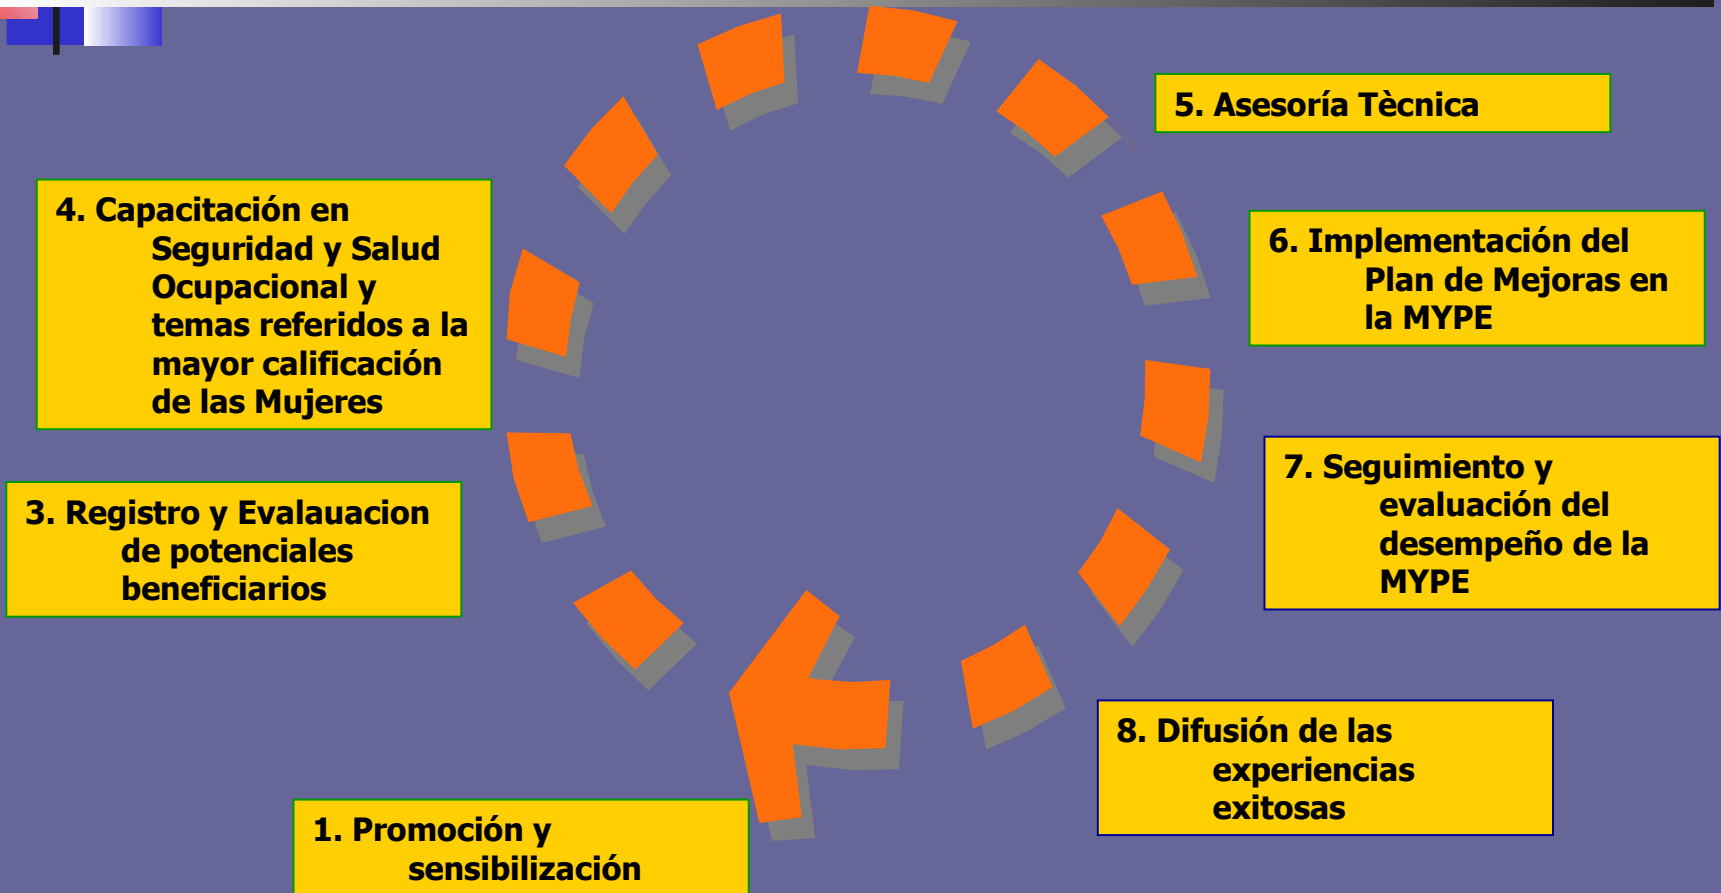 5. Asesoría Tècnica
4. Capacitación en
Seguridad y Salud
Ocupacional y
temas referidos a la
mayor calificación
de las Mujeres
6. Implementación del
Plan de Mejoras en
la MYPE
3. Registro y Evalauacion
de potenciales
beneficiarios
7. Seguimiento y
evaluación del
desempeño de la
MYPE
8. Difusión de las
experiencias
exitosas
1. Promoción y
sensibilización